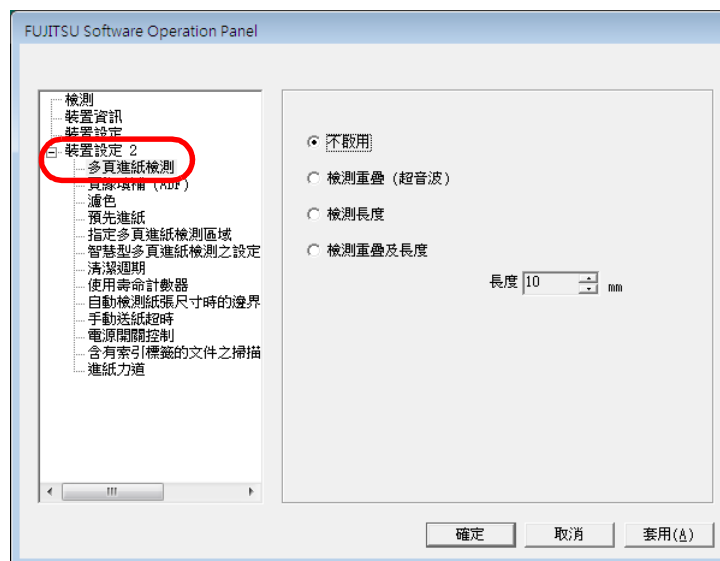 FUJITSU Software Operation Panel
檢測
裝置資訊
裝置設定
裝置設定 2
多頁進紙檢測
頁緣填補 (ADF)
濾色
預先進紙
指定多頁進紙檢測區域
智慧型多頁進紙檢測之設定
清潔週期
使用壽命計數器
自動檢測紙張尺寸時的邊界
手動送紙超時
電源開關控制
含有索引標籤的文件之掃描
進紙力道
不啟用
檢測重疊 (超音波)
檢測長度
檢測重疊及長度
長度 10 mm
確定 取消 套用(A)